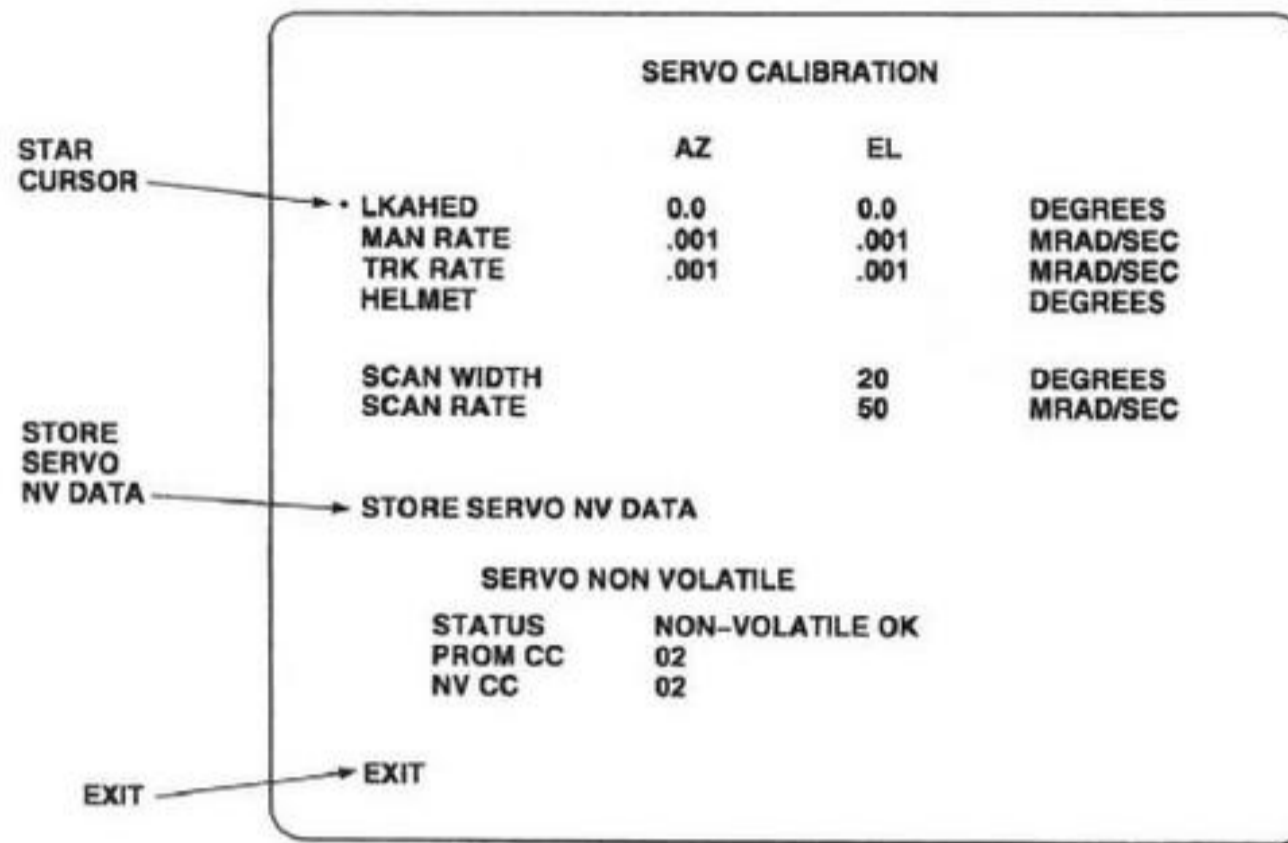 SERVO CALIBRATION
AZ EL
STAR
CURSOR
• LKAHED 0.0 0.0 DEGREES
MAN RATE .001 .001 MRAD/SEC
TRK RATE .001 .001 MRAD/SEC
HELMET DEGREES
SCAN WIDTH 20 DEGREES
SCAN RATE 50 MRAD/SEC
STORE
SERVO
NV DATA
STORE SERVO NV DATA
SERVO NON VOLATILE
STATUS NON-VOLATILE OK
PROM CC 02
NV CC 02
EXIT
EXIT